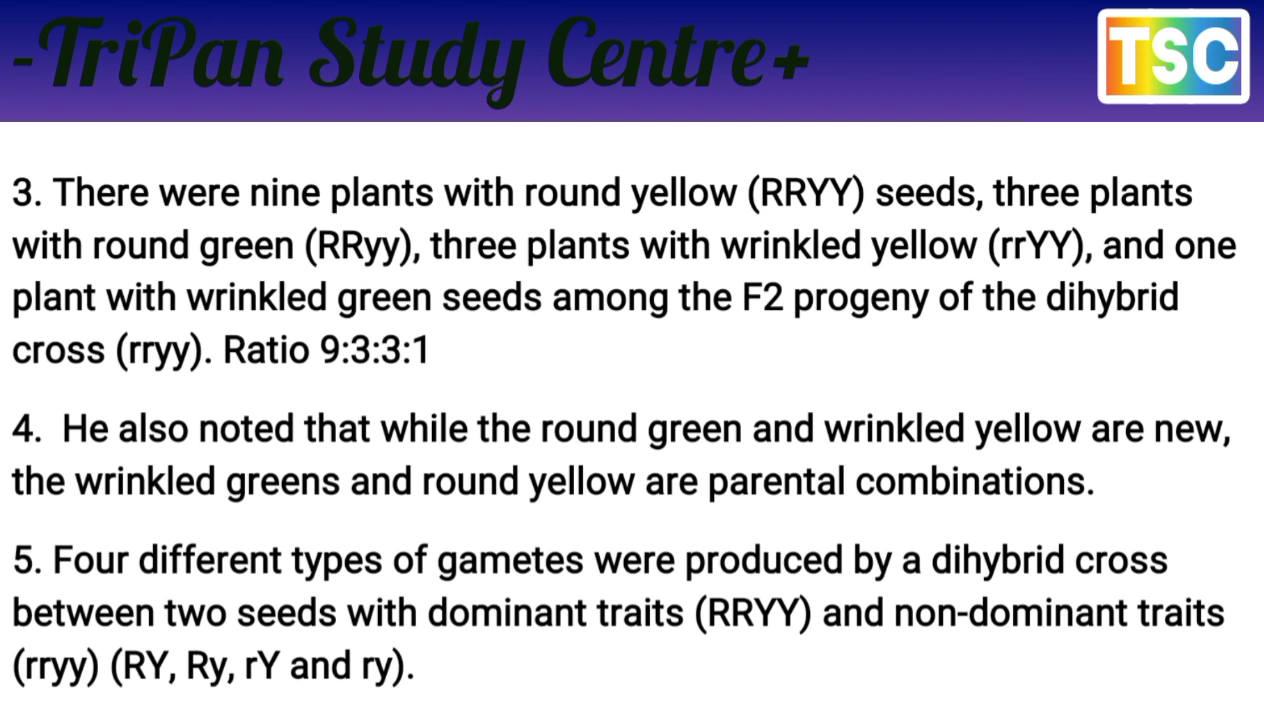 -TriPan Study Centre+
TSC
3. There were nine plants with round yellow (RRYY) seeds, three plants
with round green (RRyy), three plants with wrinkled yellow (rrYY), and one
plant with wrinkled green seeds among the F2 progeny of the dihybrid
cross (rryy). Ratio 9:3:3:1
4.  He also noted that while the round green and wrinkled yellow are new,
the wrinkled greens and round yellow are parental combinations.
5. Four different types of gametes were produced by a dihybrid cross
between two seeds with dominant traits (RRYY) and non-dominant traits
(rryy) (RY, Ry, rY and ry).